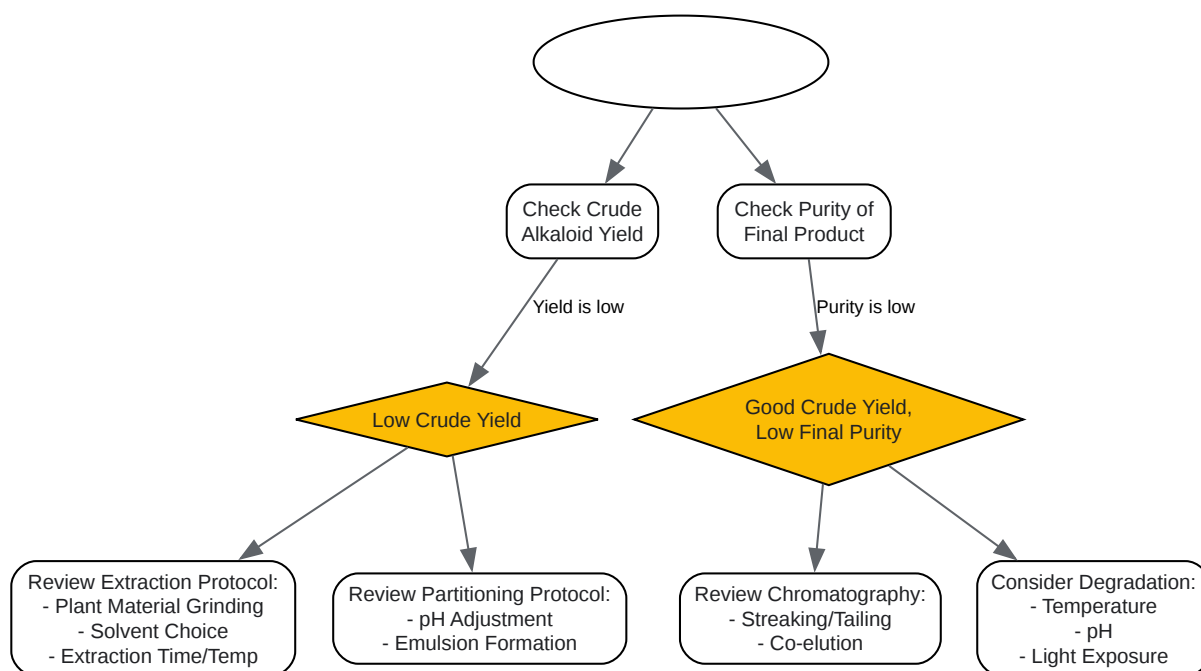 Check Crude
Alkaloid Yield
Check Purity of
Final Product
Yield is low
Purity is low
Low Crude Yield
Good Crude Yield,
Low Final Purity
Review Extraction Protocol:
- Plant Material Grinding
- Solvent Choice
- Extraction Time/Temp
Review Partitioning Protocol:
- pH Adjustment
- Emulsion Formation
Review Chromatography:
- Streaking/Tailing
- Co-elution
Consider Degradation:
- Temperature
- pH
- Light Exposure